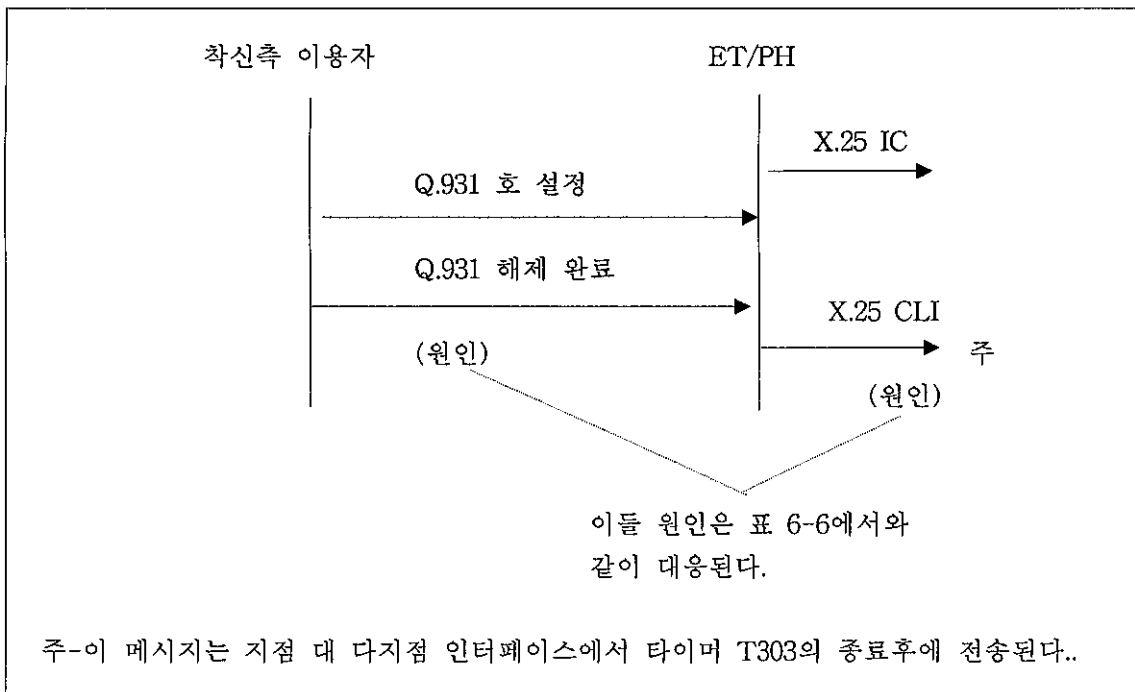 착신측 이용자
ET/PH
X.25 IC
Q.931 호 설정
Q.931 해제 완료
X.25 CLI
(원인)
주
(원인)
이들 원인은 표 6-6에서와
같이 대응된다.
주-이 메시지는 지점 대 다지점 인터페이스에서 타이머 T303의 종료후에 전송된다..